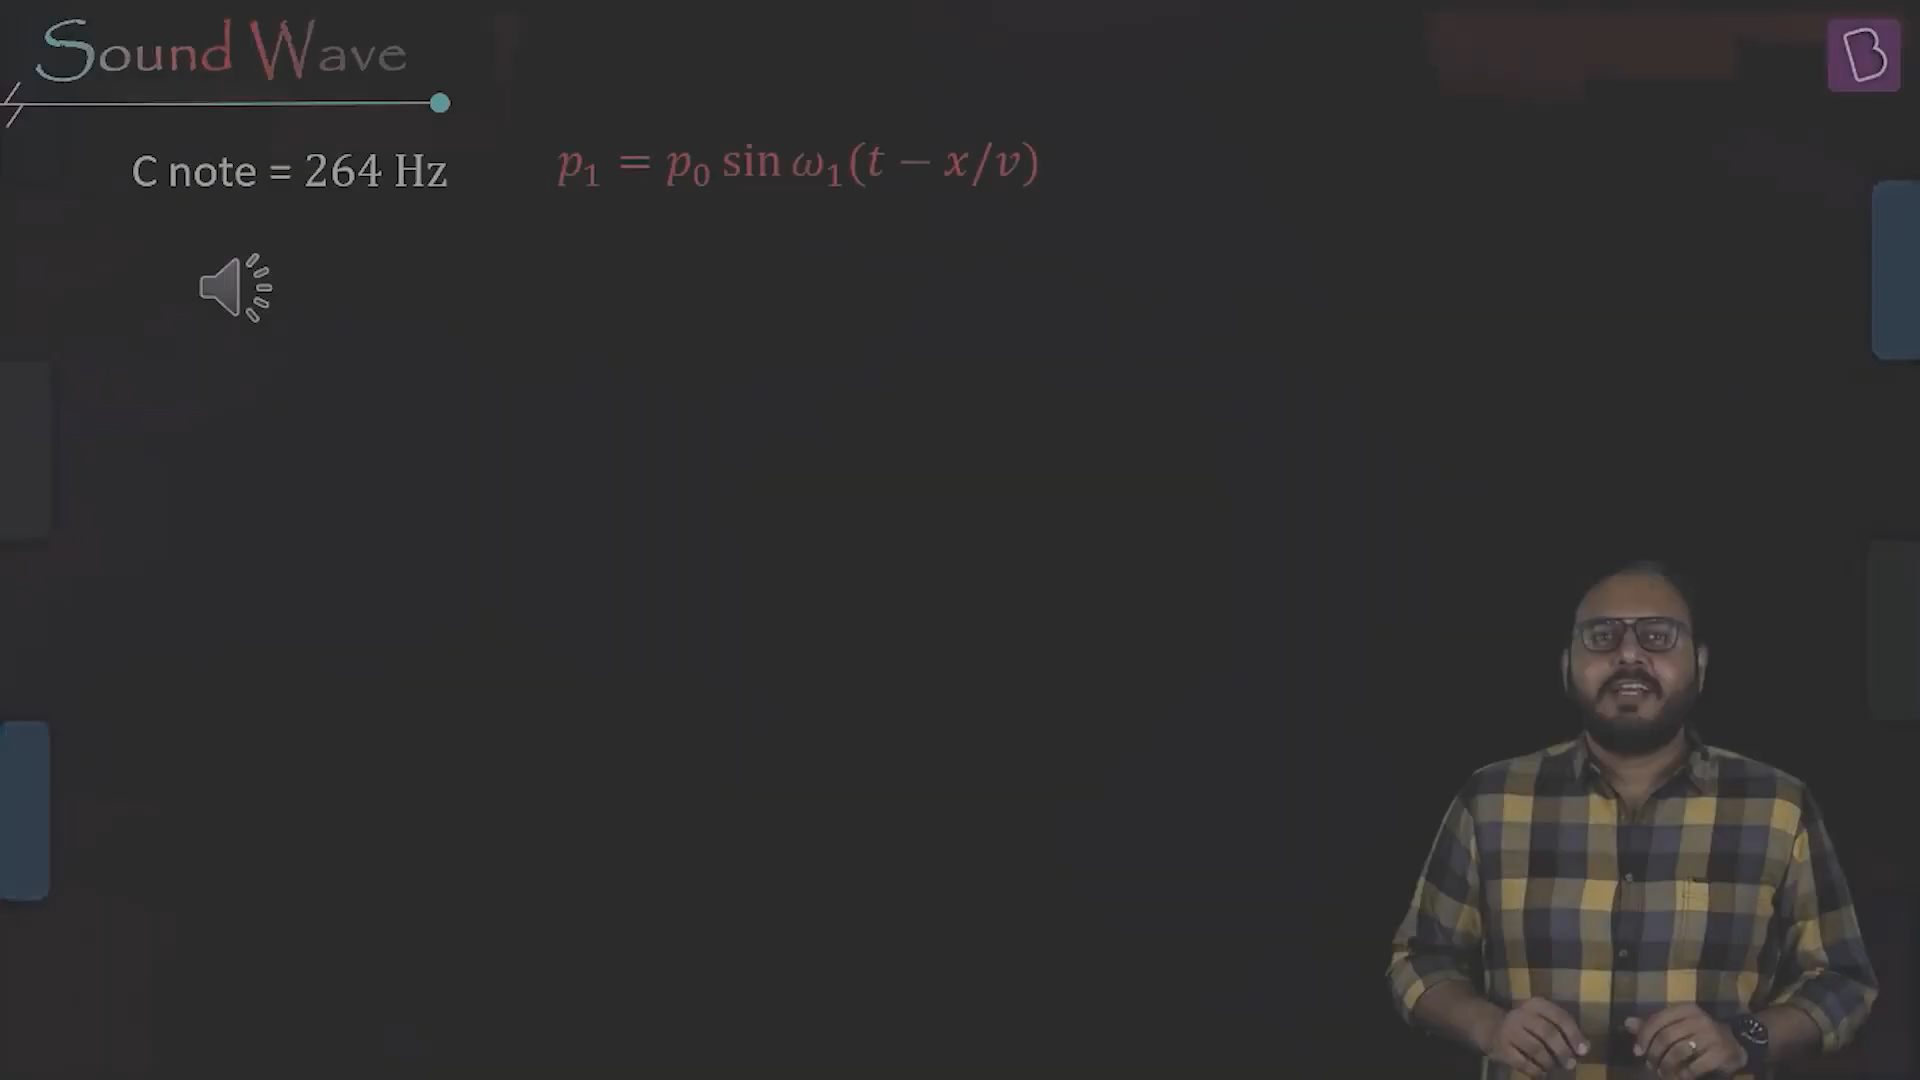 Sound Wave
C note = 264 Hz
p₁ = p₀ sin ω₁(t − x/v)
B